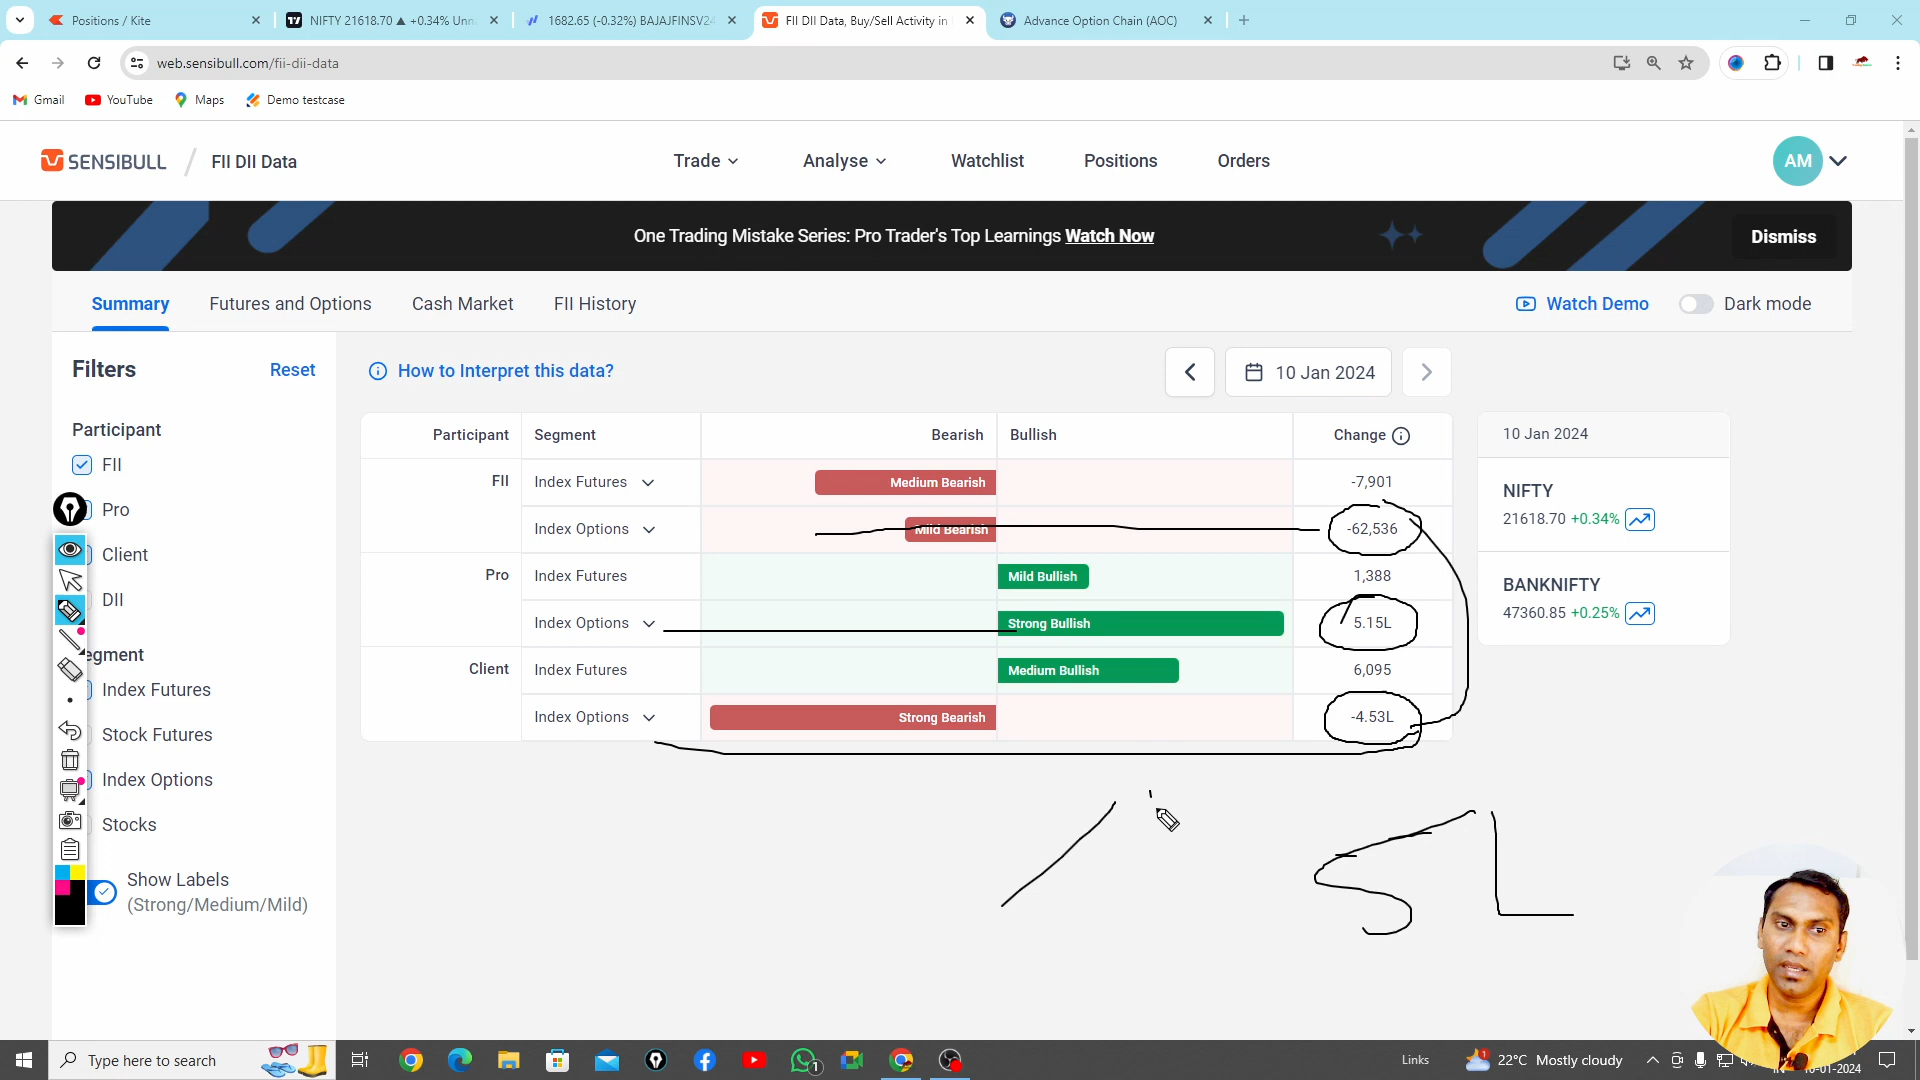 Positions / Kite
NIFTY 21618.70 ▲ +0.34% Unn
1682.65 (-0.32%) BAJAJFINSV24
FII DII Data, Buy/Sell Activity in
Advance Option Chain (AOC)
web.sensibull.com/fii-dii-data
Gmail
YouTube
Maps
Demo testcase
SENSIBULL / FII DII Data
Trade
Analyse
Watchlist
Positions
Orders
AM
One Trading Mistake Series: Pro Trader's Top Learnings Watch Now
Dismiss
Summary
Futures and Options
Cash Market
FII History
Watch Demo
Dark mode
Filters
Reset
How to Interpret this data?
10 Jan 2024
Participant
FII
Pro
Client
DII
egment
Index Futures
Stock Futures
Index Options
Stocks
Show Labels
(Strong/Medium/Mild)
Participant Segment Bearish Bullish Change
FII Index Futures Medium Bearish -7,901
Index Options Mild Bearish -62,536
Pro Index Futures Mild Bullish 1,388
Index Options Strong Bullish 5.15L
Client Index Futures Medium Bullish 6,095
Index Options Strong Bearish -4.53L
10 Jan 2024
NIFTY
21618.70 +0.34%
BANKNIFTY
47360.85 +0.25%
5L
Type here to search
1
Links
1
22°C Mostly cloudy
10-01-2024